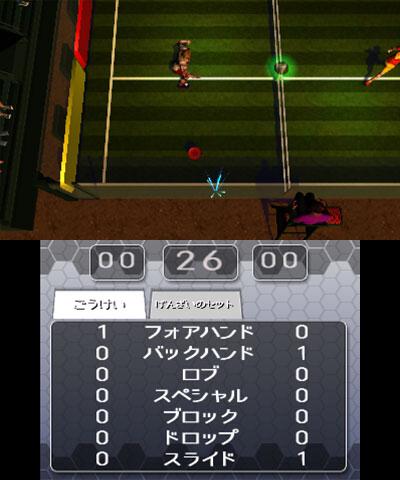 00 26 00
ごうけい げんざいのセット
1 フォアハンド 0
0 バックハンド 1
0 ロブ 0
0 スペシャル 0
0 ブロック 0
0 ドロップ 0
0 スライド 1